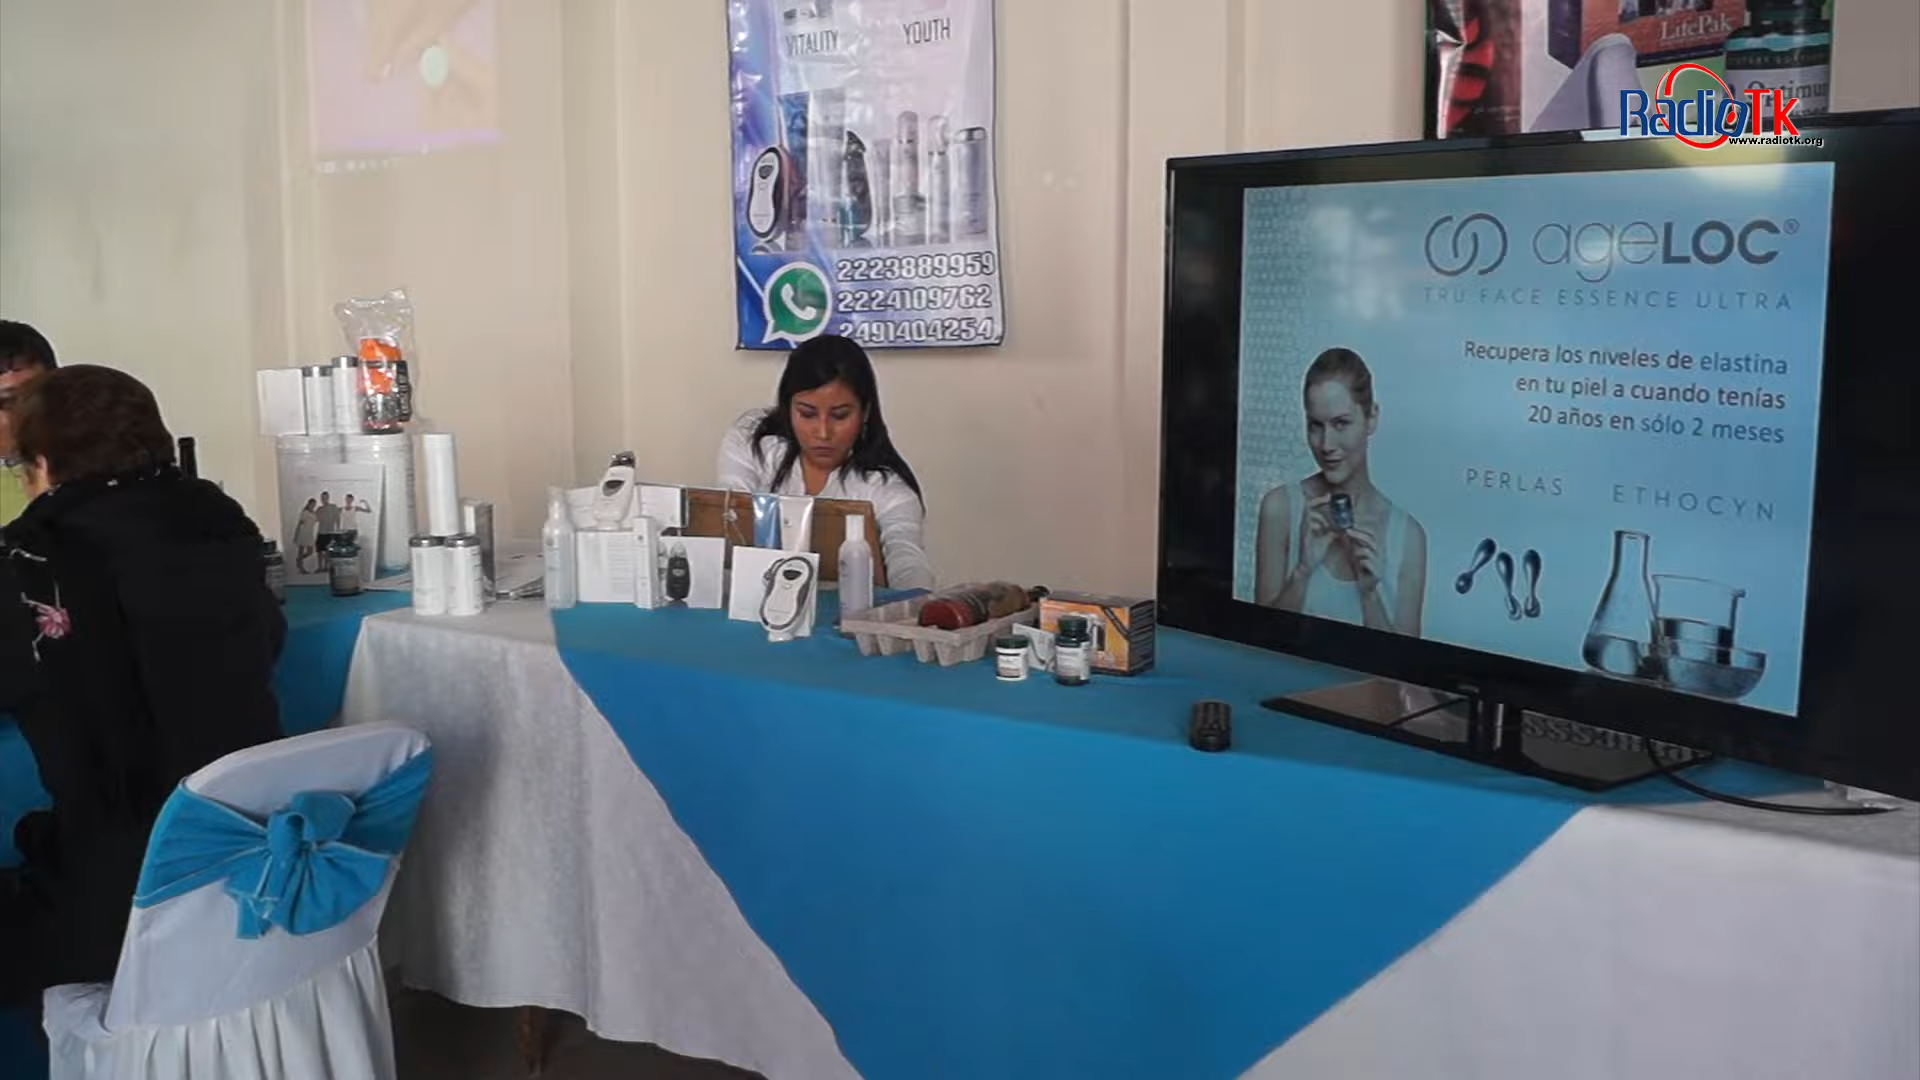 VITALITY
YOUTH
2223889959
2224109762
2491404254
LifePak
Optimum
RadioTk
www.radiotk.org
ageLOC®
TRU FACE ESSENCE ULTRA
Recupera los niveles de elastina
en tu piel a cuando tenías
20 años en sólo 2 meses
PERLAS ETHOCYN